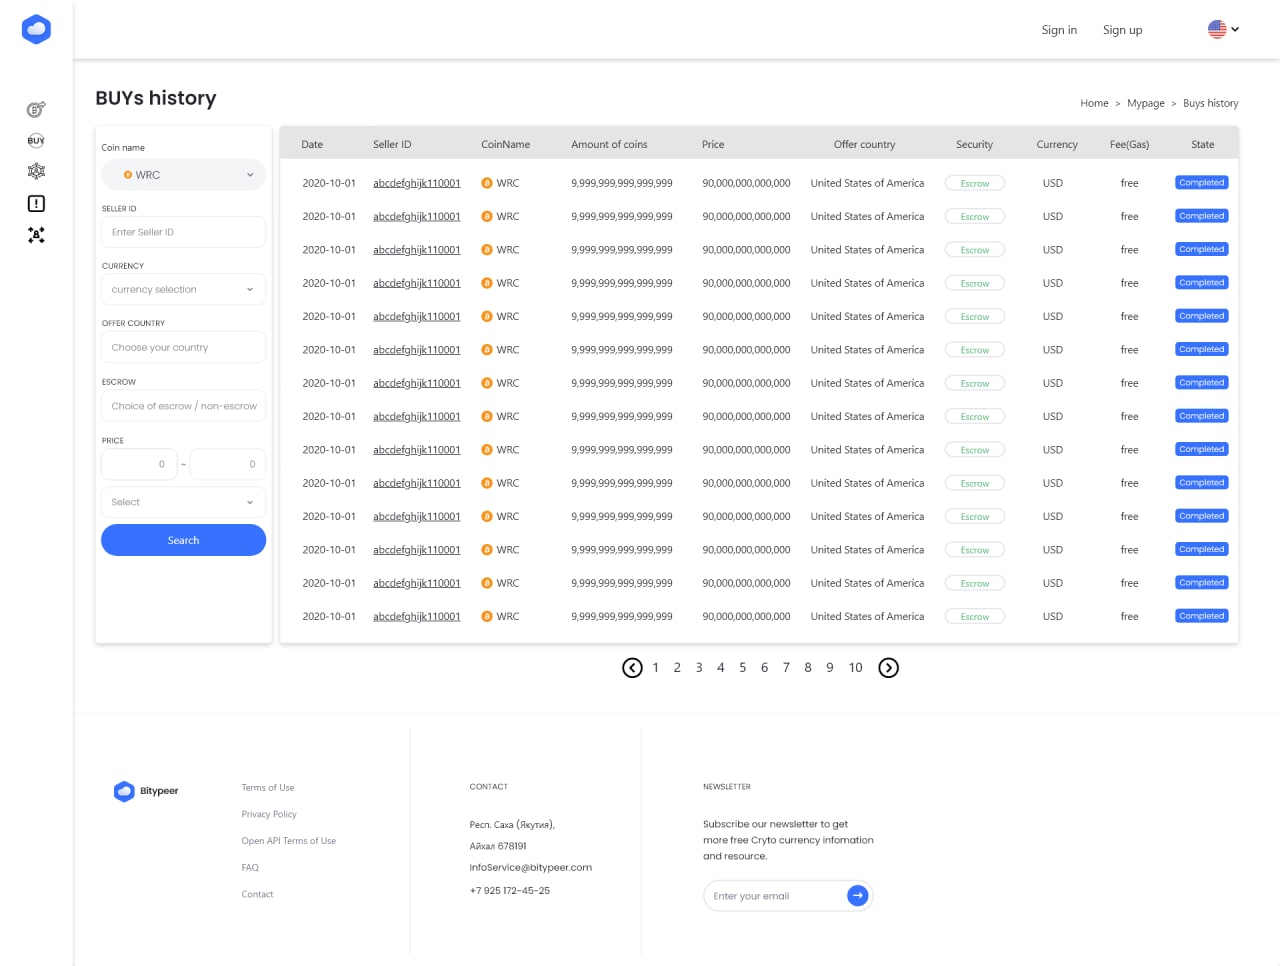 Sign in Sign up
BUYs history
Home > Mypage > Buys history
BUY
Coin name
WRC
SELLER ID
Enter Seller ID
CURRENCY
currency selection
OFFER COUNTRY
Choose your country
ESCROW
Choice of escrow / non-escrow
PRICE
0 ~ 0
Select
Search
Date Seller ID CoinName Amount of coins Price Offer country Security Currency Fee(Gas) State
2020-10-01 abcdefghijk110001 WRC 9,999,999,999,999,999 90,000,000,000,000 United States of America Escrow USD free Completed
2020-10-01 abcdefghijk110001 WRC 9,999,999,999,999,999 90,000,000,000,000 United States of America Escrow USD free Completed
2020-10-01 abcdefghijk110001 WRC 9,999,999,999,999,999 90,000,000,000,000 United States of America Escrow USD free Completed
2020-10-01 abcdefghijk110001 WRC 9,999,999,999,999,999 90,000,000,000,000 United States of America Escrow USD free Completed
2020-10-01 abcdefghijk110001 WRC 9,999,999,999,999,999 90,000,000,000,000 United States of America Escrow USD free Completed
2020-10-01 abcdefghijk110001 WRC 9,999,999,999,999,999 90,000,000,000,000 United States of America Escrow USD free Completed
2020-10-01 abcdefghijk110001 WRC 9,999,999,999,999,999 90,000,000,000,000 United States of America Escrow USD free Completed
2020-10-01 abcdefghijk110001 WRC 9,999,999,999,999,999 90,000,000,000,000 United States of America Escrow USD free Completed
2020-10-01 abcdefghijk110001 WRC 9,999,999,999,999,999 90,000,000,000,000 United States of America Escrow USD free Completed
2020-10-01 abcdefghijk110001 WRC 9,999,999,999,999,999 90,000,000,000,000 United States of America Escrow USD free Completed
2020-10-01 abcdefghijk110001 WRC 9,999,999,999,999,999 90,000,000,000,000 United States of America Escrow USD free Completed
2020-10-01 abcdefghijk110001 WRC 9,999,999,999,999,999 90,000,000,000,000 United States of America Escrow USD free Completed
2020-10-01 abcdefghijk110001 WRC 9,999,999,999,999,999 90,000,000,000,000 United States of America Escrow USD free Completed
2020-10-01 abcdefghijk110001 WRC 9,999,999,999,999,999 90,000,000,000,000 United States of America Escrow USD free Completed
1 2 3 4 5 6 7 8 9 10
Bitypeer
Terms of Use
Privacy Policy
Open API Terms of Use
FAQ
Contact
CONTACT
Респ. Саха (Якутия),
Айхал 678191
InfoService@bitypeer.com
+7 925 172-45-25
NEWSLETTER
Subscribe our newsletter to get
more free Cryto currency infomation
and resource.
Enter your email